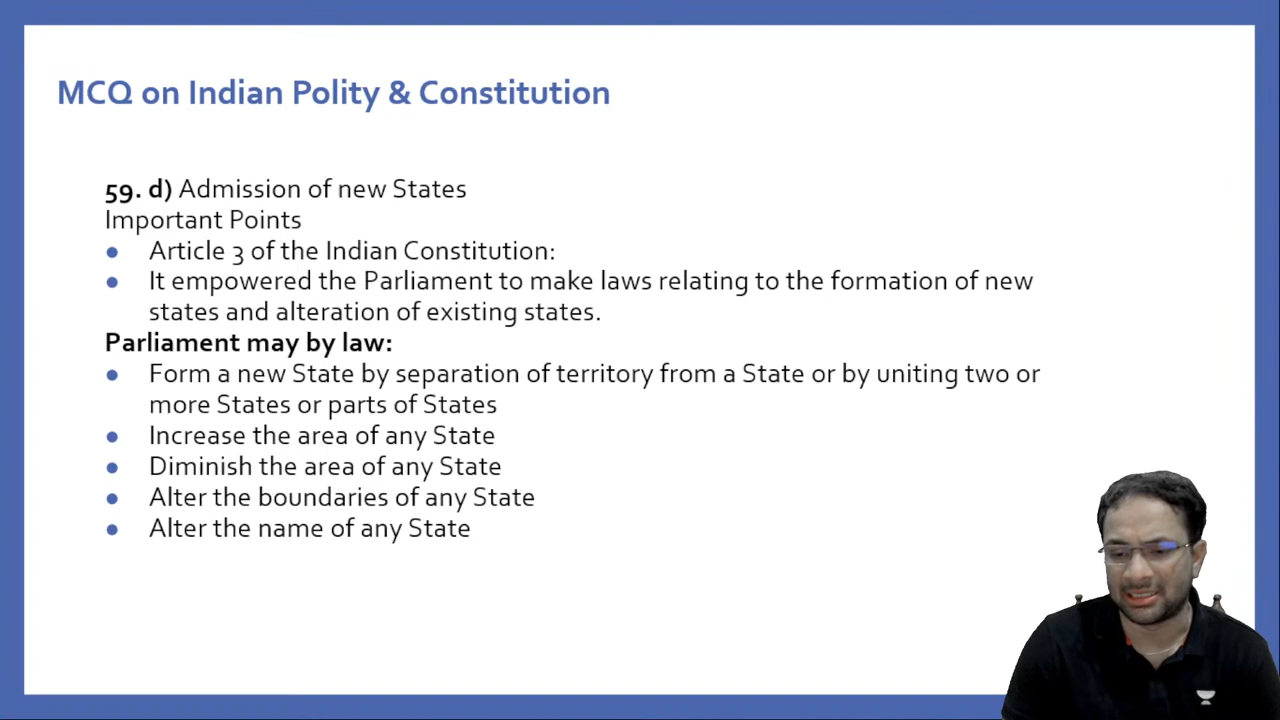 MCQ on Indian Polity & Constitution
59. d) Admission of new States
Important Points
● Article 3 of the Indian Constitution:
● It empowered the Parliament to make laws relating to the formation of new
states and alteration of existing states.
Parliament may by law:
● Form a new State by separation of territory from a State or by uniting two or
more States or parts of States
● Increase the area of any State
● Diminish the area of any State
● Alter the boundaries of any State
● Alter the name of any State